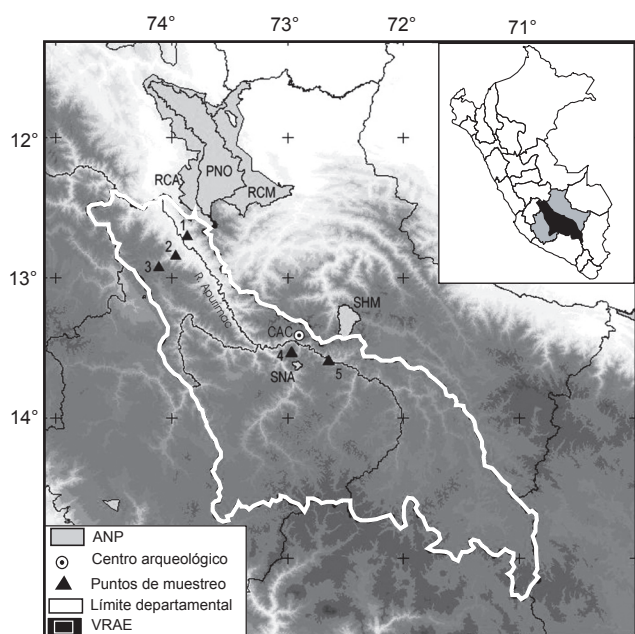 74° 73° 72° 71°
12°
13°
14°
RCA
PNO
RCM
1
2
3
R. Apurímac
SHM
CAC
4
5
SNA
ANP
Centro arqueológico
Puntos de muestreo
Límite departamental
VRAE